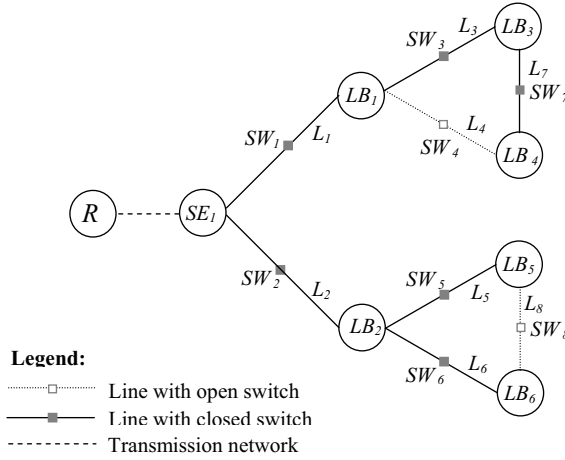 L₃
LB₃
SW₃
L₇
LB₁
SW₇
SW₁
L₁
L₄
SW₄
LB₄
R
SE₁
SW₂
L₂
LB₅
SW₅
L₅
L₈
LB₂
SW₈
L₆
SW₆
LB₆
Legend:
Line with open switch
Line with closed switch
Transmission network